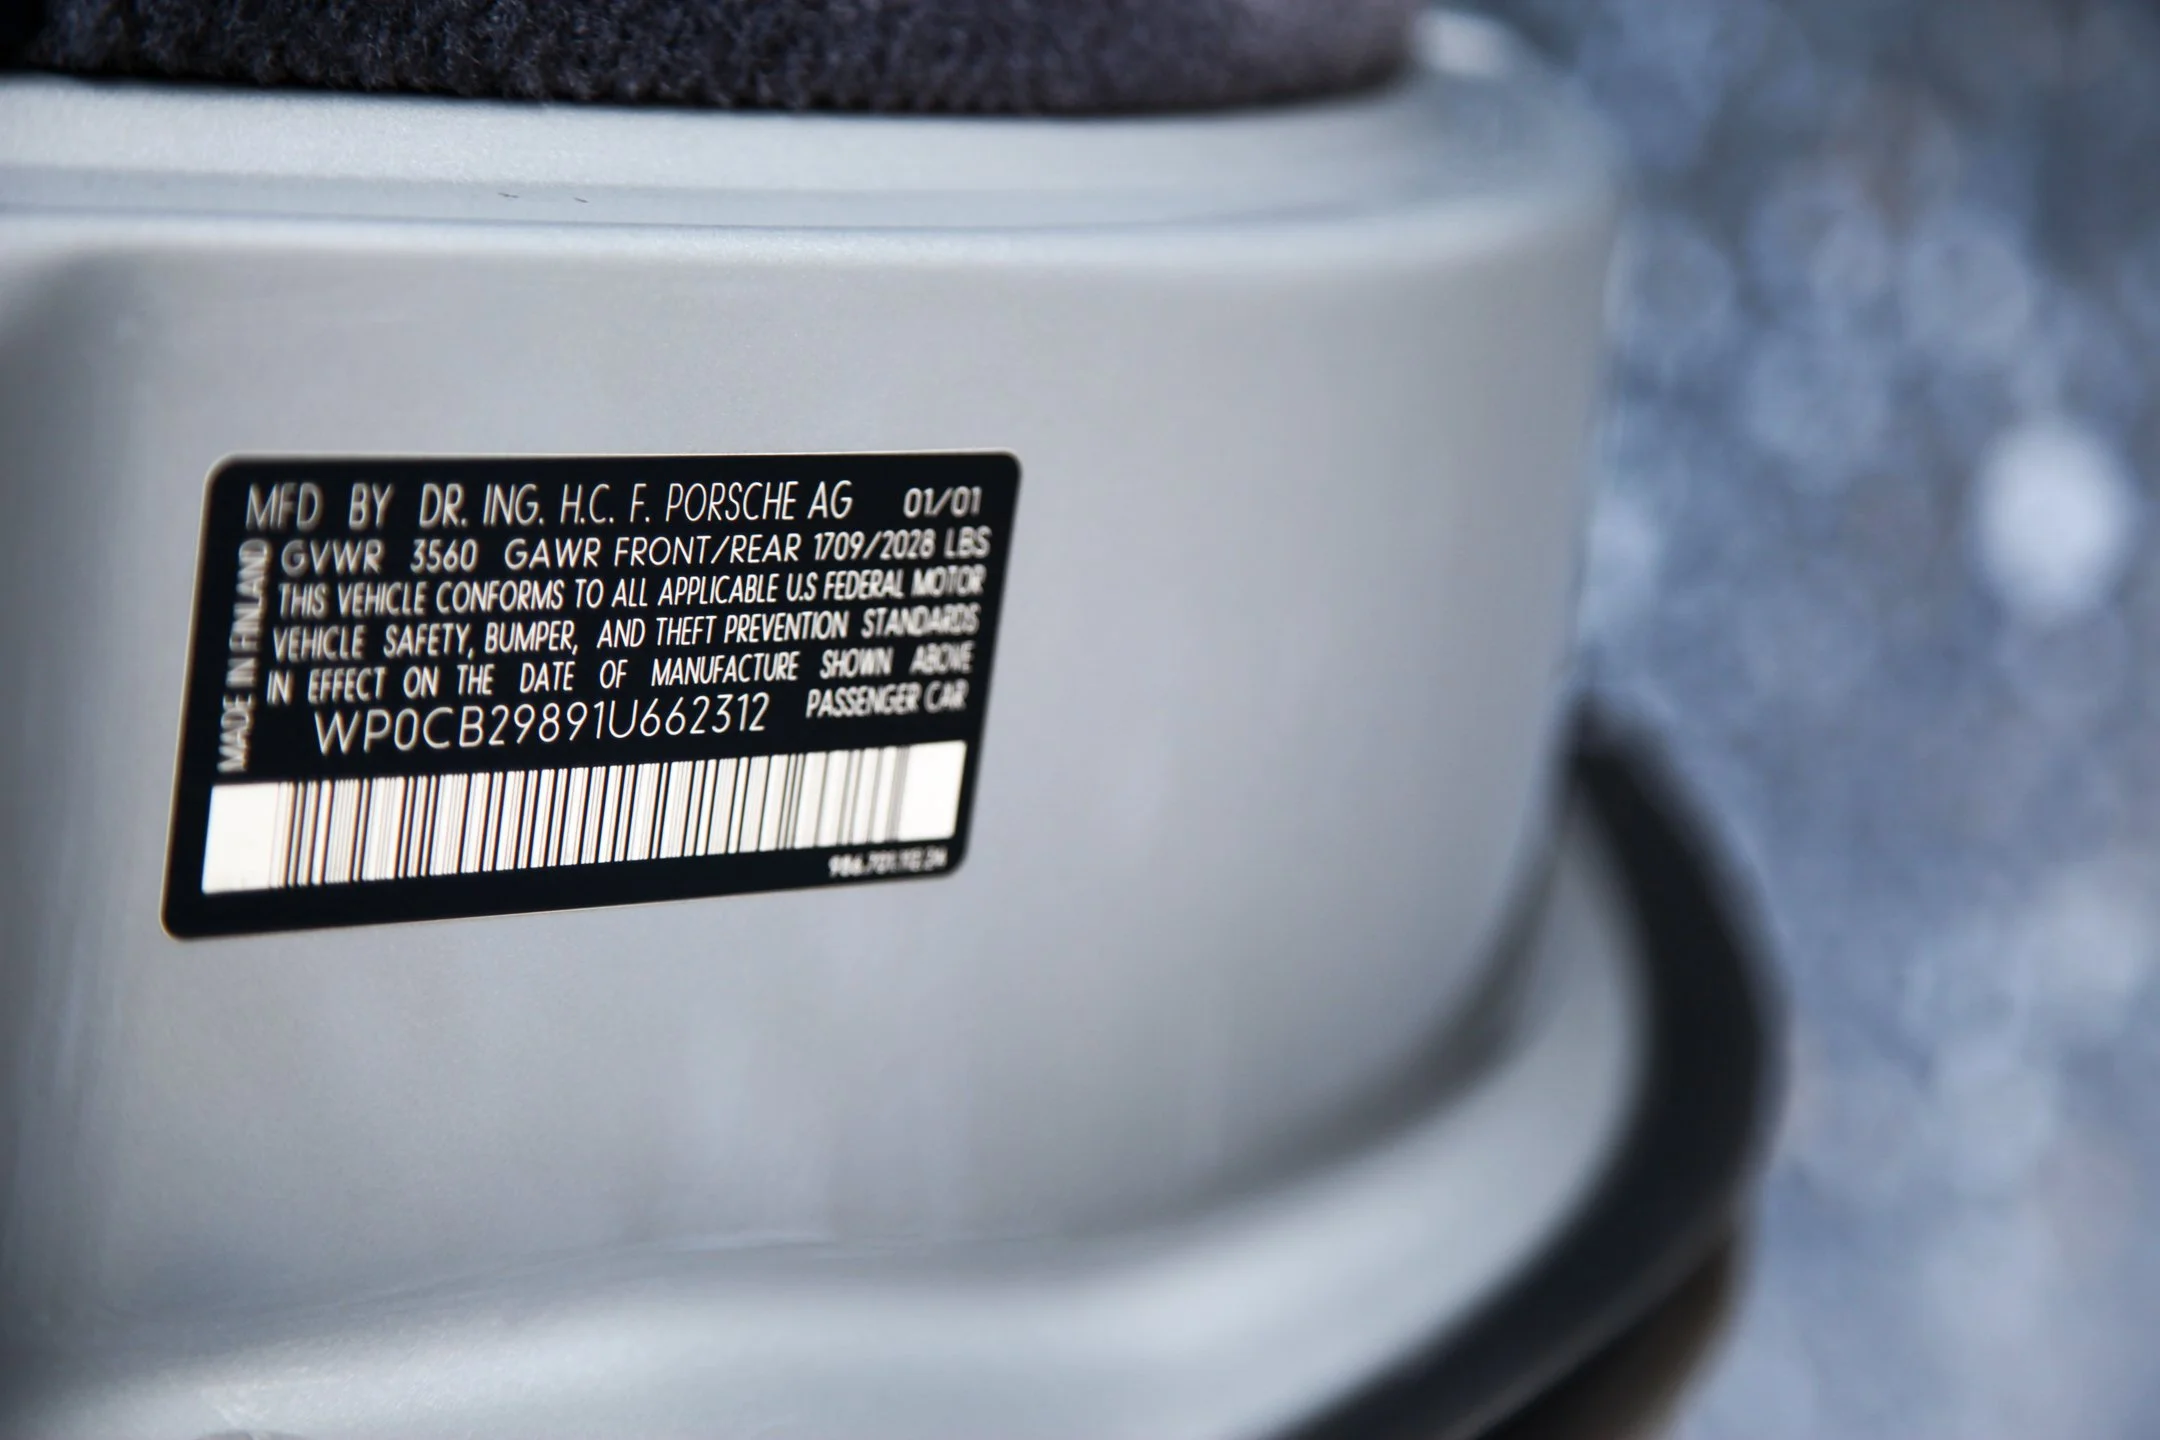 MFD BY DR. ING. H.C. F. PORSCHE AG 01/01
GVWR 3560 GAWR FRONT/REAR 1709/2028 LBS
THIS VEHICLE CONFORMS TO ALL APPLICABLE U.S FEDERAL MOTOR
VEHICLE SAFETY, BUMPER, AND THEFT PREVENTION STANDARDS
IN EFFECT ON THE DATE OF MANUFACTURE SHOWN ABOVE
WP0CB29891U662312 PASSENGER CAR
MADE IN FINLAND